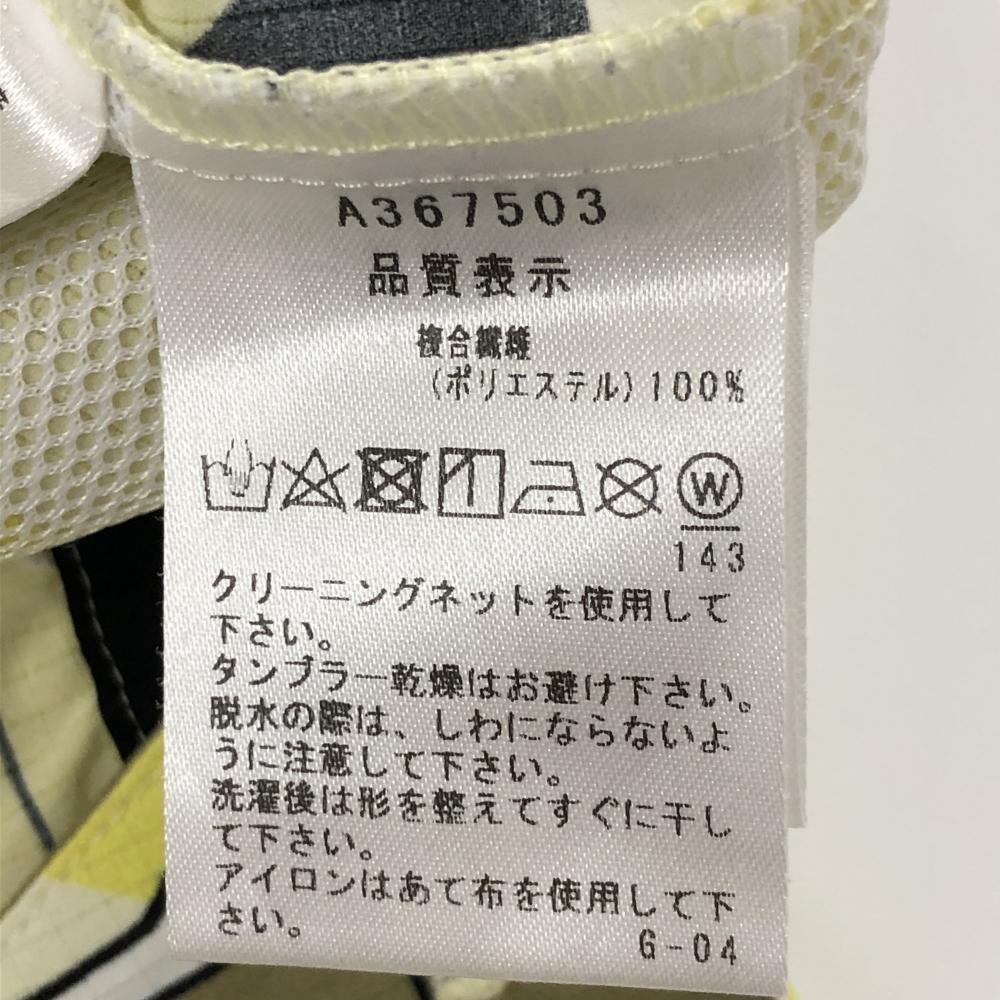 A367503
品質表示
複合繊維
(ポリエステル)100%
W
143
クリーニングネットを使用して
下さい。
タンブラー乾燥はお避け下さい。
脱水の際は、しわにならないよ
うに注意して下さい。
洗濯後は形を整えてすぐに干し
て下さい。
アイロンはあて布を使用して下
さい。
G-04